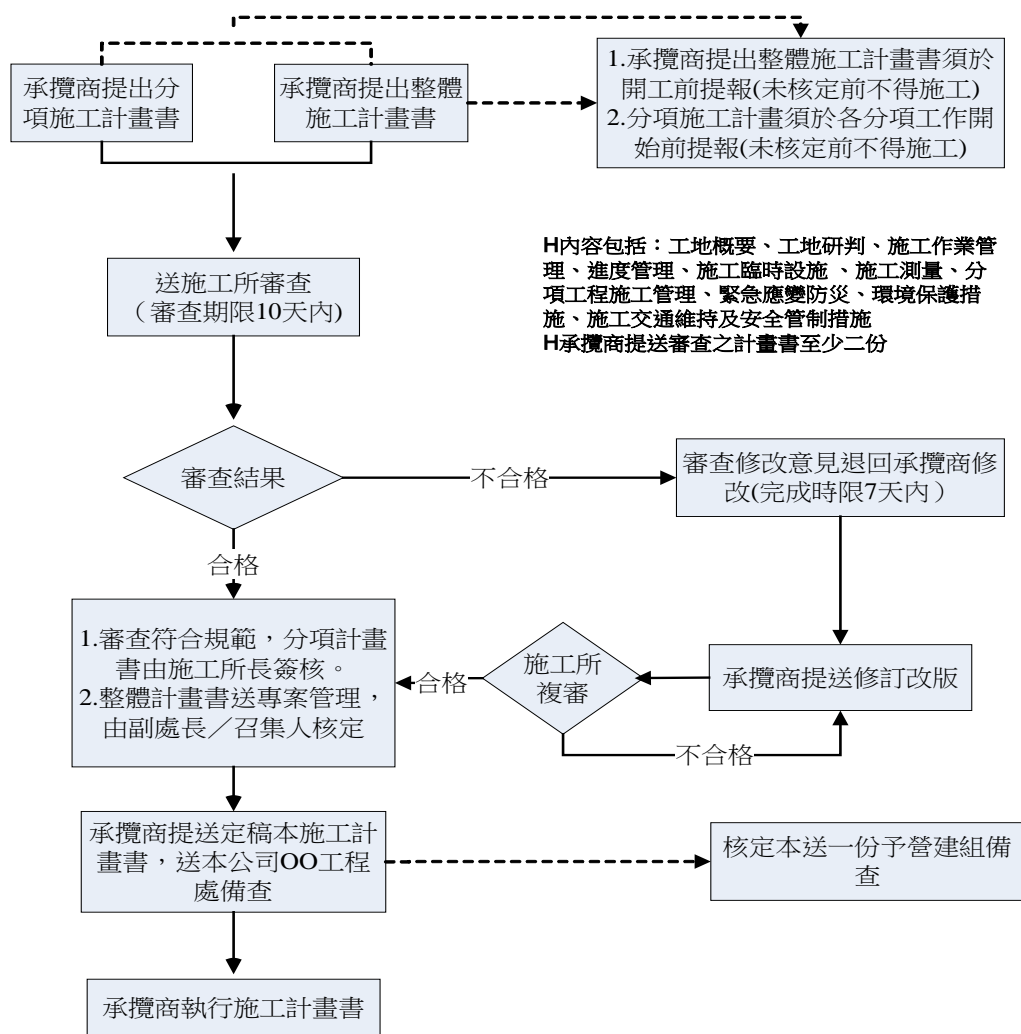 承攬商提出分
項施工計畫書
承攬商提出整體
施工計畫書
1.承攬商提出整體施工計畫書須於
開工前提報(未核定前不得施工)
2.分項施工計畫須於各分項工作開
始前提報(未核定前不得施工)
送施工所審查
（審查期限10天內)
H內容包括：工地概要、工地研判、施工作業管
理、進度管理、施工臨時設施 、施工測量、分
項工程施工管理、緊急應變防災、環境保護措
施、施工交通維持及安全管制措施
H承攬商提送審查之計畫書至少二份
審查結果
不合格
審查修改意見退回承攬商修
改(完成時限7天內）
合格
1.審查符合規範，分項計畫
書由施工所長簽核。
2.整體計畫書送專案管理，
由副處長／召集人核定
合格
施工所
複審
承攬商提送修訂改版
不合格
承攬商提送定稿本施工計
畫書，送本公司OO工程
處備查
核定本送一份予營建組備
查
承攬商執行施工計畫書